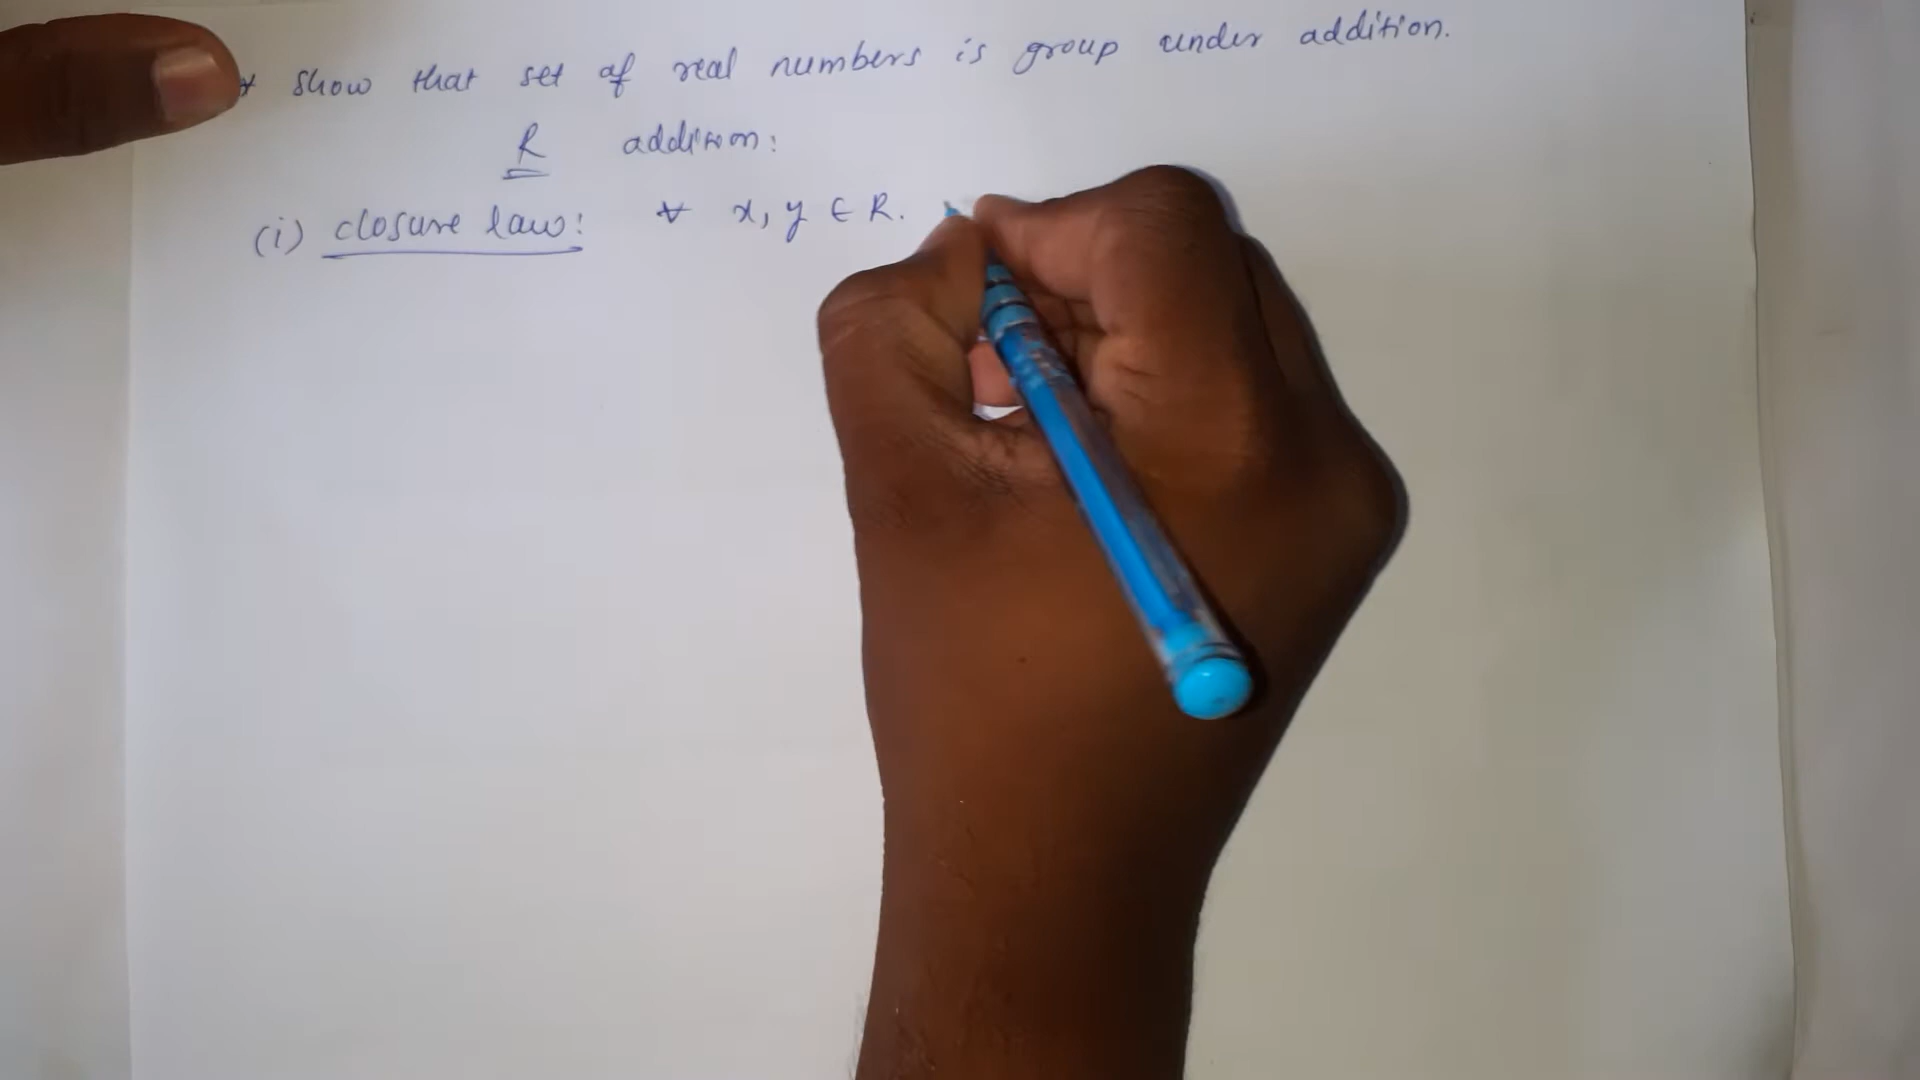 * Show that set of real numbers is group under addition.
R addition:
(i) closure law: ∀ x, y ∈ R.